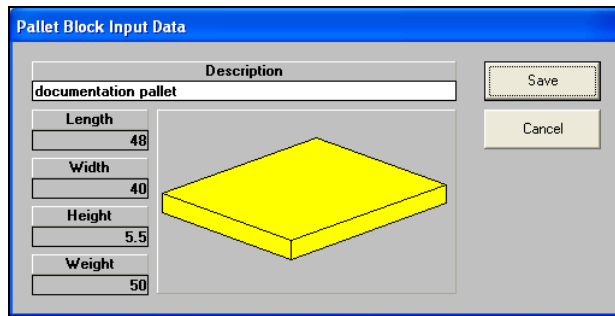 Pallet Block Input Data
Description
documentation pallet
Length
48
Width
40
Height
5.5
Weight
50
Save
Cancel